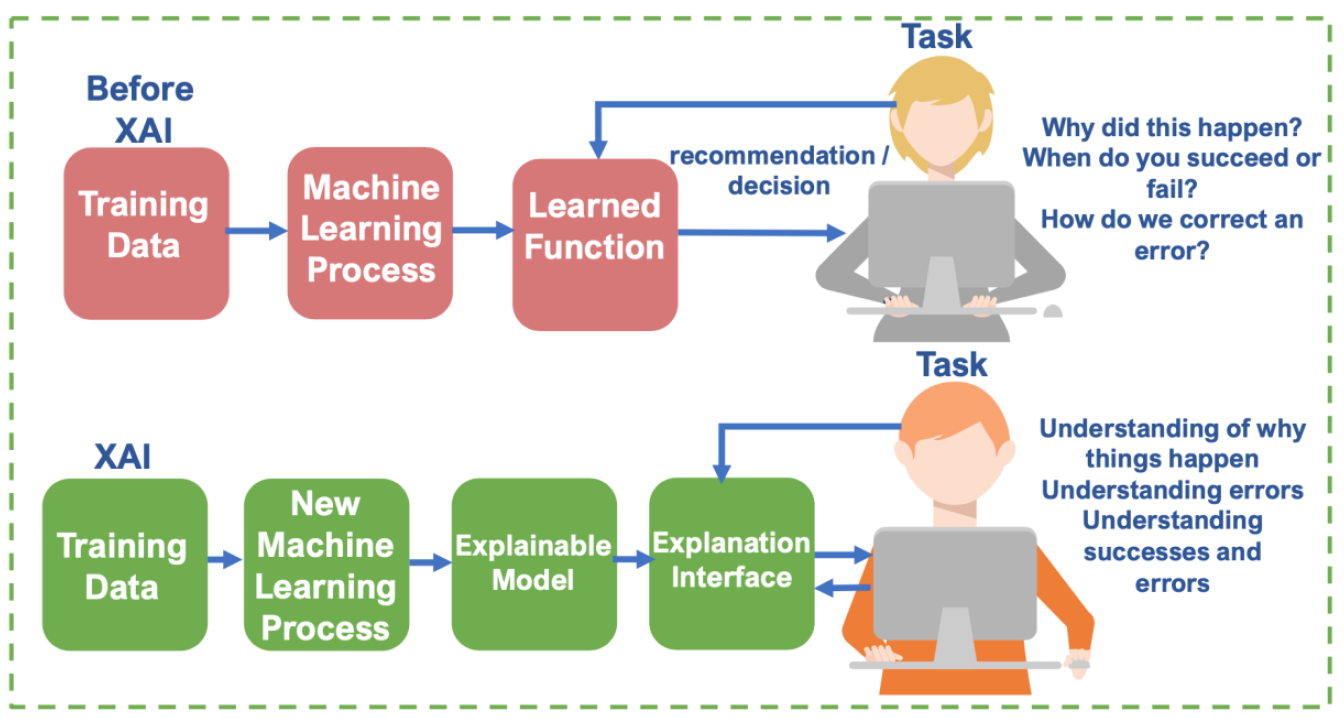 Task
Before
XAI
Training
Data
Machine
Learning
Process
Learned
Function
recommendation /
decision
Why did this happen?
When do you succeed or
fail?
How do we correct an
error?
Task
XAI
Training
Data
New
Machine
Learning
Process
Explainable
Model
Explanation
Interface
Understanding of why
things happen
Understanding errors
Understanding
successes and
errors